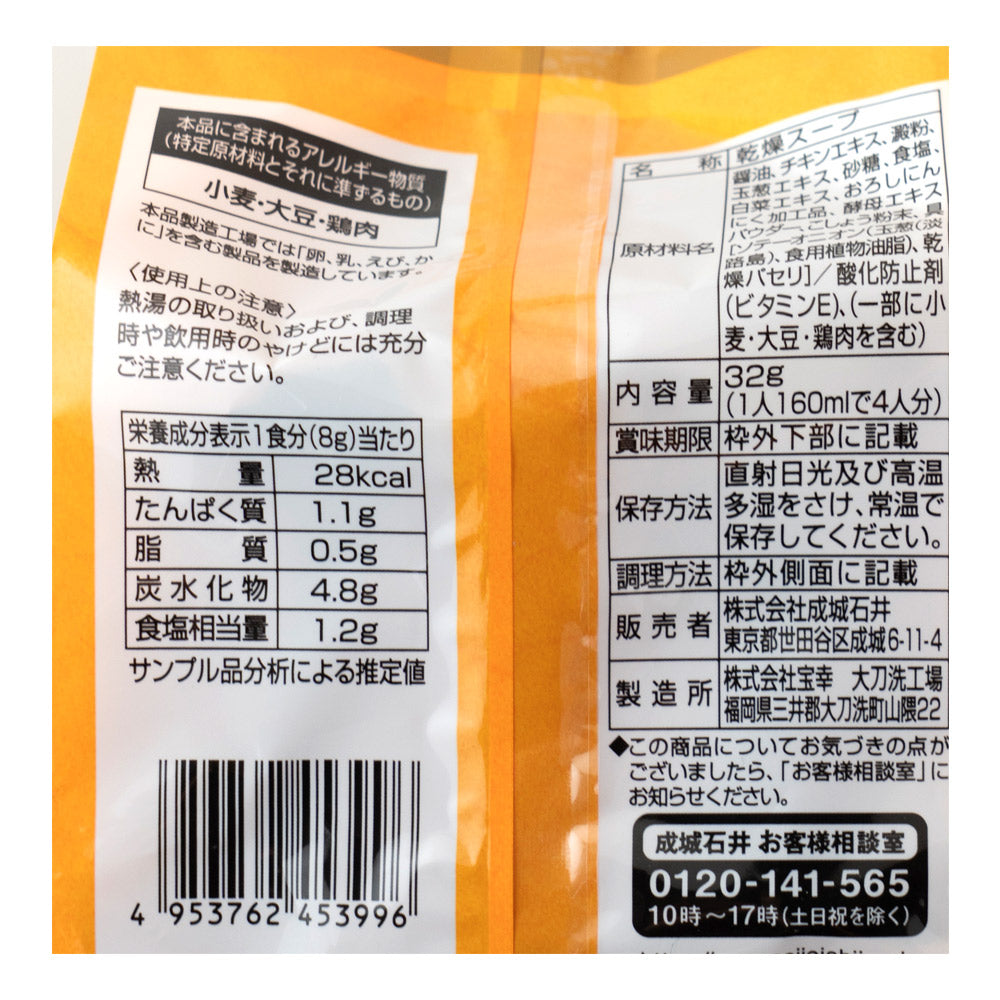 本品に含まれるアレルギー物質
(特定原材料とそれに準ずるもの)
小麦・大豆・鶏肉
本品製造工場では「卵、乳、えび、か
に」を含む製品を製造しています。
〈使用上の注意〉
熱湯の取り扱いおよび、調理
時や飲用時のやけどには充分
ご注意ください。
栄養成分表示1食分(8g)当たり
熱量 28kcal
たんぱく質 1.1g
脂質 0.5g
炭水化物 4.8g
食塩相当量 1.2g
サンプル品分析による推定値
4 953762 453996
名称 乾燥スープ
原材料名 醤油、チキンエキス、澱粉、
玉葱エキス、砂糖、食塩、
白菜エキス、おろしにん
にく加工品、酵母エキス
パウダー、こしょう粉末、具
[ソテーオニオン(玉葱(淡
路島)、食用植物油脂)、乾
燥パセリ]/酸化防止剤
(ビタミンE)、(一部に小
麦・大豆・鶏肉を含む)
内容量 32g
(1人160mlで4人分)
賞味期限 枠外下部に記載
保存方法 直射日光及び高温
多湿をさけ、常温で
保存してください。
調理方法 枠外側面に記載
販売者 株式会社成城石井
東京都世田谷区成城6-11-4
製造所 株式会社宝幸 大刀洗工場
福岡県三井郡大刀洗町山隈22
◆この商品についてお気づきの点が
ございましたら、「お客様相談室」に
お知らせください。
成城石井 お客様相談室
0120-141-565
10時～17時(土日祝を除く)